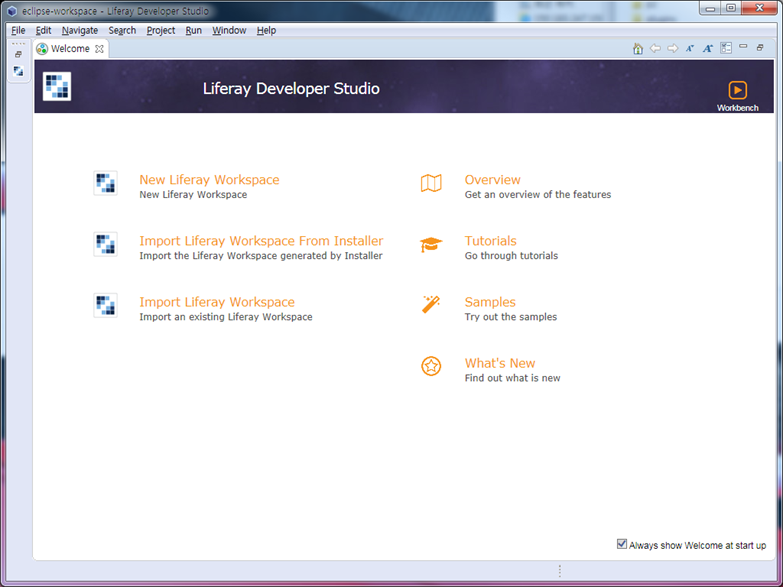 eclipse-workspace - Liferay Developer Studio
File Edit Navigate Search Project Run Window Help
Welcome
Liferay Developer Studio
Workbench
New Liferay Workspace
New Liferay Workspace
Import Liferay Workspace From Installer
Import the Liferay Workspace generated by Installer
Import Liferay Workspace
Import an existing Liferay Workspace
Overview
Get an overview of the features
Tutorials
Go through tutorials
Samples
Try out the samples
What's New
Find out what is new
Always show Welcome at start up